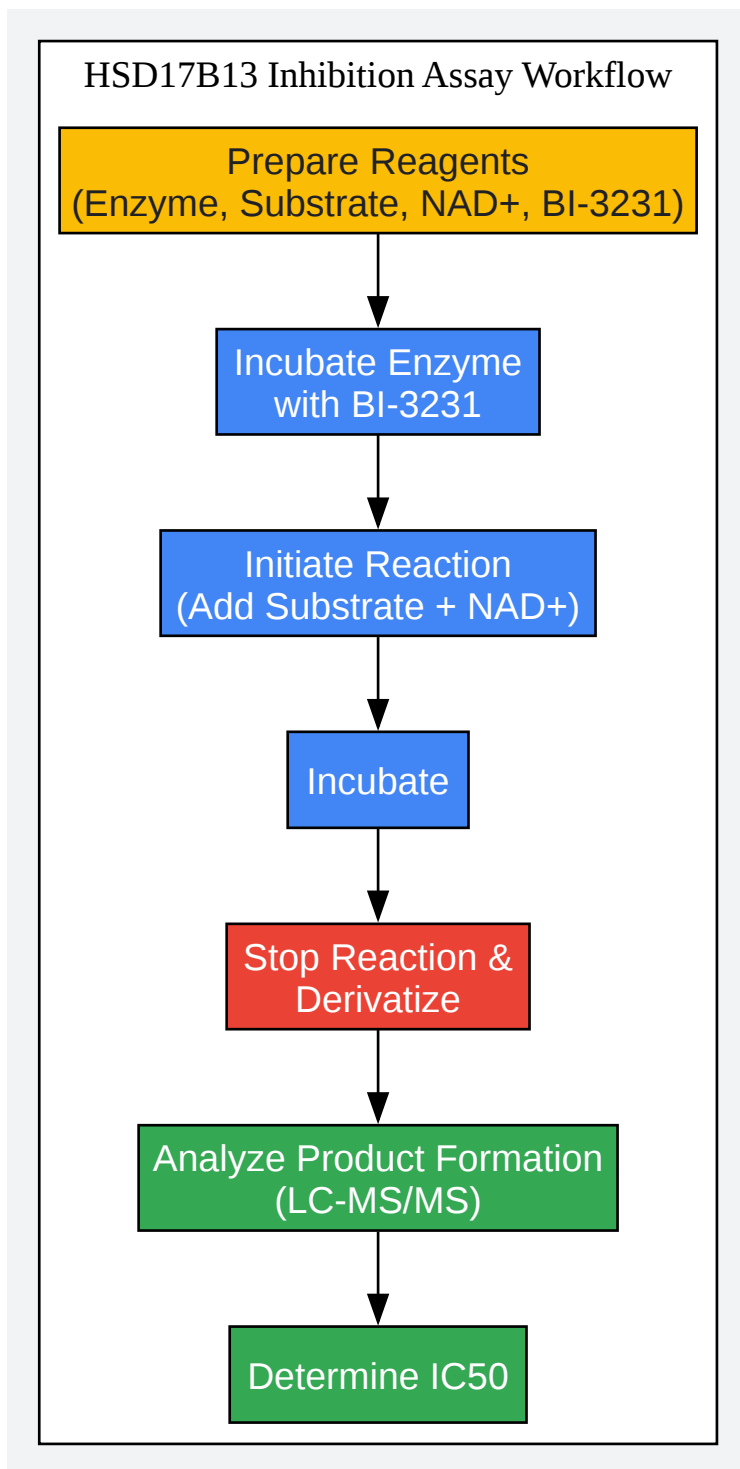 HSD17B13 Inhibition Assay Workflow
Prepare Reagents
(Enzyme, Substrate, NAD+, BI-3231)
Incubate Enzyme
with BI-3231
Initiate Reaction
(Add Substrate + NAD+)
Incubate
Stop Reaction &
Derivatize
Analyze Product Formation
(LC-MS/MS)
Determine IC50